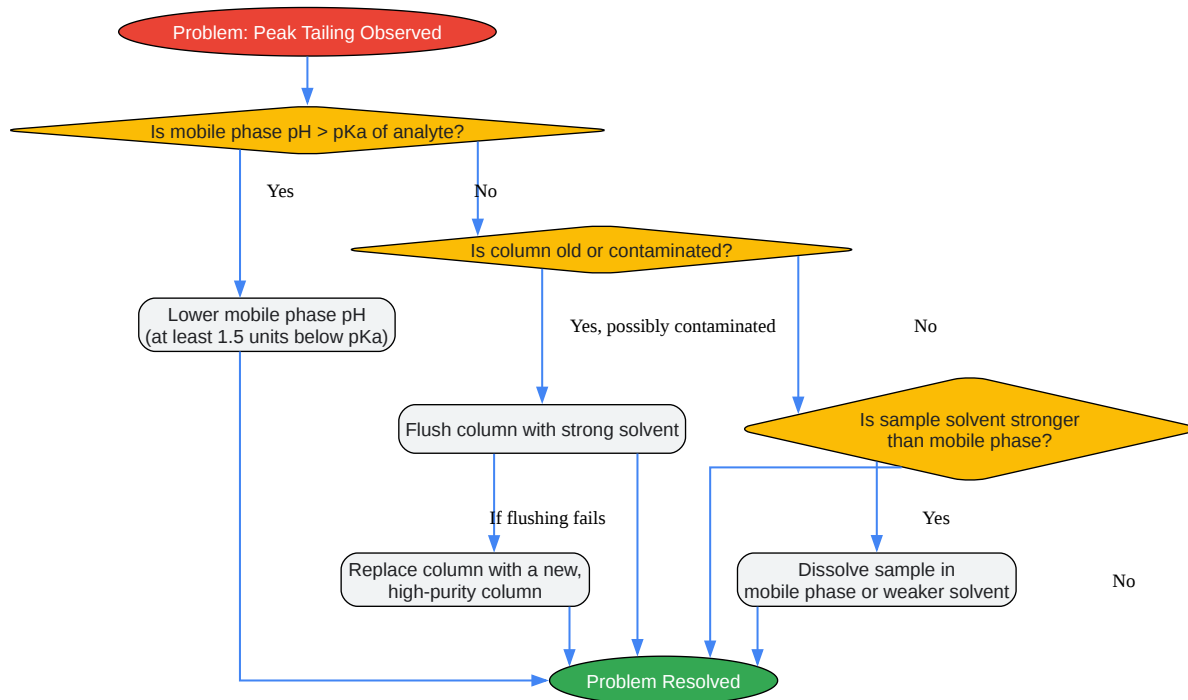 Problem: Peak Tailing Observed
Is mobile phase pH > pKa of analyte?
Yes
No
Is column old or contaminated?
Lower mobile phase pH
(at least 1.5 units below pKa)
Yes, possibly contaminated
No
Flush column with strong solvent
Is sample solvent stronger
than mobile phase?
If flushing fails
Yes
Replace column with a new,
high-purity column
Dissolve sample in
mobile phase or weaker solvent
No
Problem Resolved